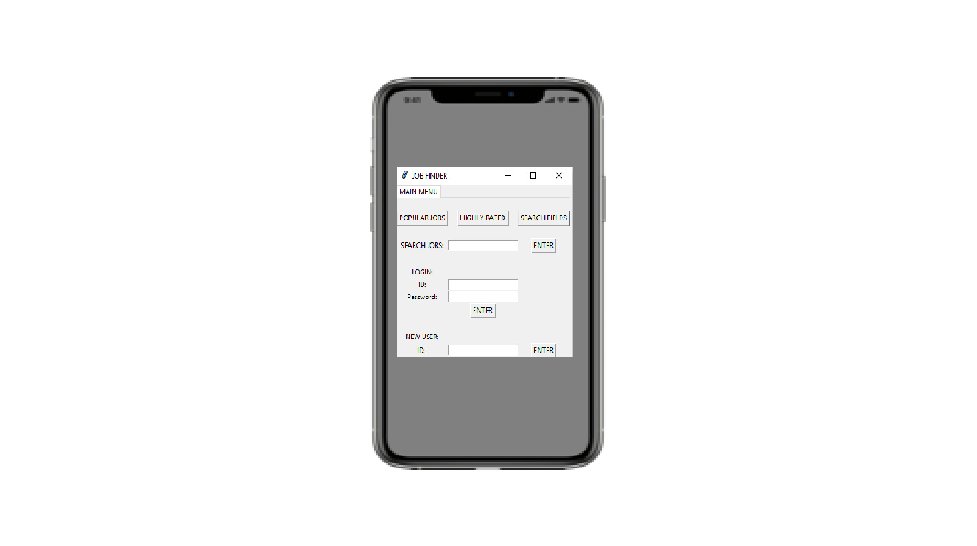 9:41
JOB FINDER
MAIN MENU
POPULAR JOBS HIGHLY RATED SEARCH FIELDS
SEARCH JOBS: ENTER
LOGIN:
ID:
Password:
ENTER
NEW USER:
ID: ENTER